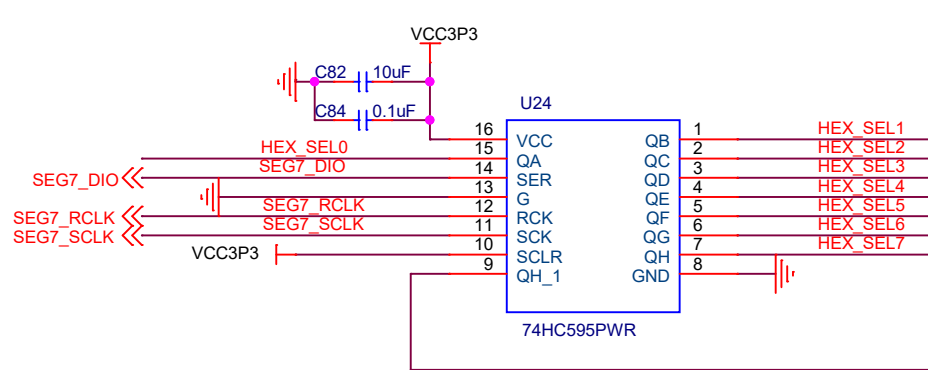 VCC3P3
C82 10uF
C84 0.1uF
U24
16 VCC QB 1 HEX_SEL1
HEX_SEL0 15 QA QC 2 HEX_SEL2
SEG7_DIO SEG7_DIO 14 SER QD 3 HEX_SEL3
13 G QE 4 HEX_SEL4
SEG7_RCLK SEG7_RCLK 12 RCK QF 5 HEX_SEL5
SEG7_SCLK SEG7_SCLK 11 SCK QG 6 HEX_SEL6
VCC3P3 10 SCLR QH 7 HEX_SEL7
9 QH_1 GND 8
74HC595PWR